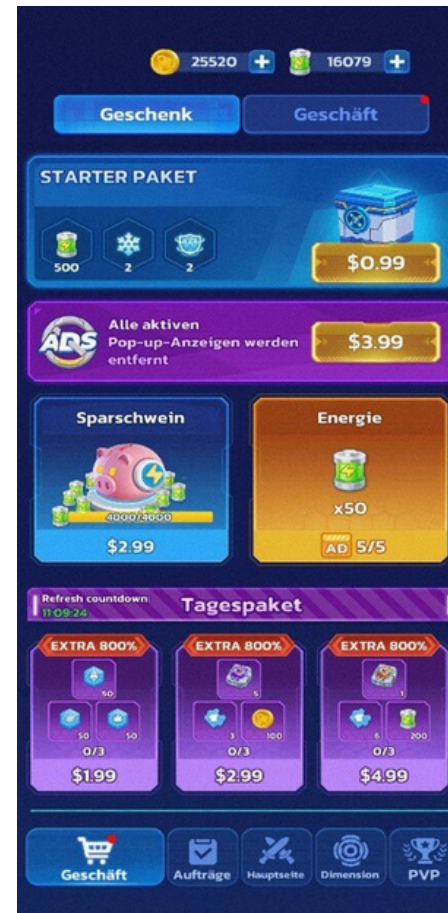 25520
16079
Geschenk
Geschäft
STARTER PAKET
500
2
2
$0.99
ADS
Alle aktiven
Pop-up-Anzeigen werden
entfernt
$3.99
Sparschwein
4000/4000
$2.99
Energie
x50
AD 5/5
Refresh countdown:
11:09:24
Tagespaket
EXTRA 800%
50
50
50
0/3
$1.99
EXTRA 800%
5
3
100
0/3
$2.99
EXTRA 800%
1
6
200
0/3
$4.99
Geschäft
Aufträge
Hauptseite
Dimension
PVP